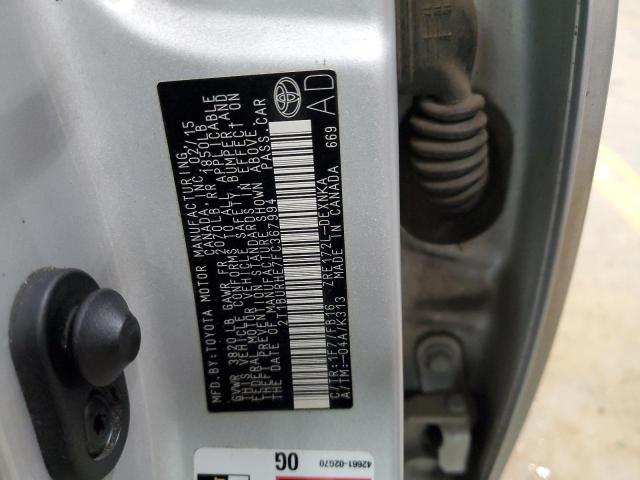 MFD.BY:TOYOTA MOTOR MANUFACTURING
CANADA, INC. 02/15
GVWR 3820LB GAWR FR 2070LB RR 1850LB
THIS VEHICLE CONFORMS TO ALL APPLICABLE
FEDERAL MOTOR VEHICLE SAFETY, BUMPER AND
THEFT PREVENTION STANDARDS IN EFFECT ON
THE DATE OF MANUFACTURE SHOWN ABOVE.
2T1BURHE7FC367994 PASS.CAR
C/TR:1F7/FB16 ZRE172L-DEXNKA
A/TM:-04A/K313 MADE IN CANADA 669
AD
42661-02G70
0G